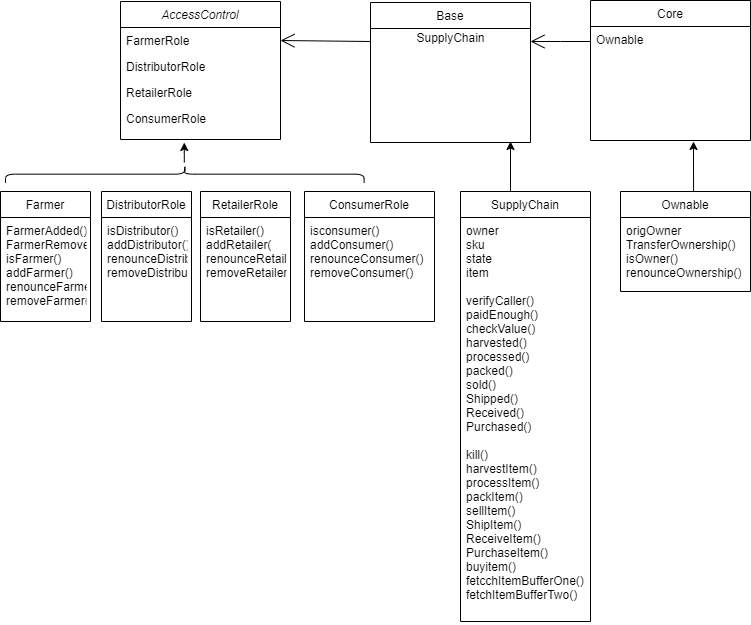 AccessControl
FarmerRole
DistributorRole
RetailerRole
ConsumerRole
Base
SupplyChain
Core
Ownable
Farmer
FarmerAdded()
FarmerRemove
isFarmer()
addFarmer()
renounceFarme
removeFarmer(
DistributorRole
isDistributor()
addDistributor()
renounceDistrib
removeDistribu
RetailerRole
isRetailer()
addRetailer(
renounceRetail
removeRetailer
ConsumerRole
isconsumer()
addConsumer()
renounceConsumer()
removeConsumer()
SupplyChain
owner
sku
state
item
verifyCaller()
paidEnough()
checkValue()
harvested()
processed()
packed()
sold()
Shipped()
Received()
Purchased()
kill()
harvestItem()
processItem()
packItem()
sellItem()
ShipItem()
ReceiveItem()
PurchaseItem()
buyitem()
fetcchItemBufferOne()
fetchItemBufferTwo()
Ownable
origOwner
TransferOwnership()
isOwner()
renounceOwnership()